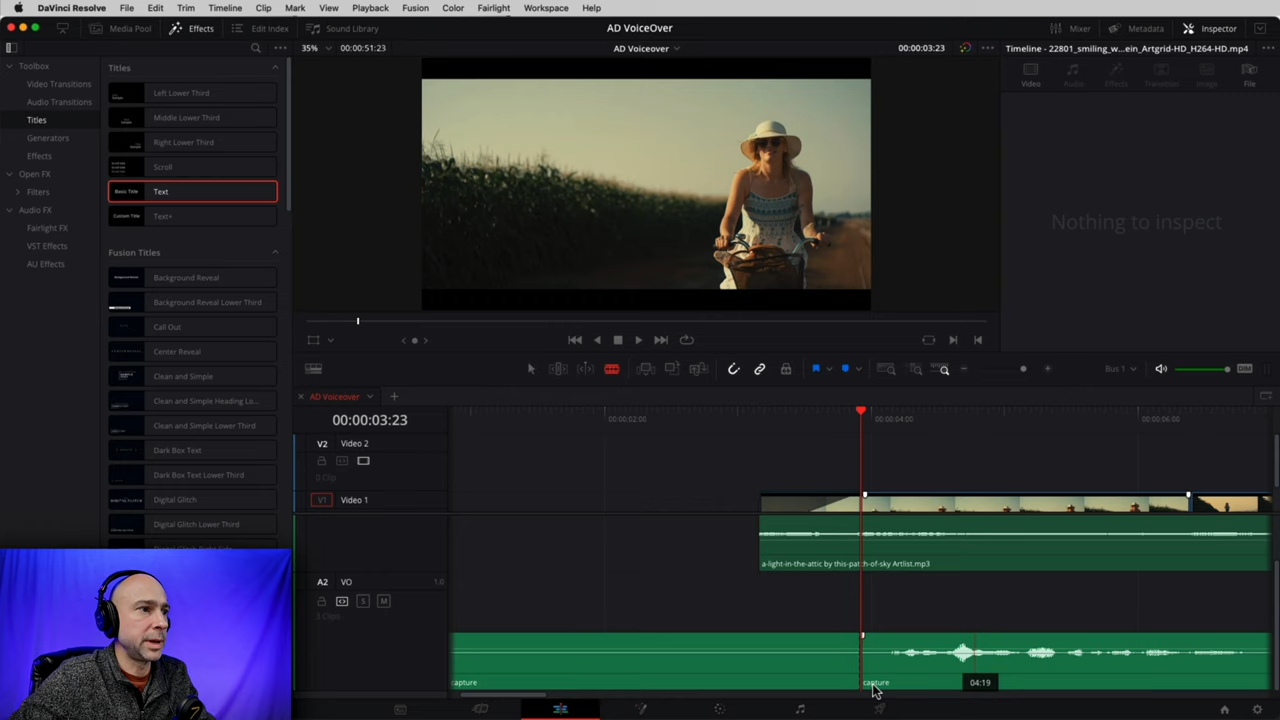 DaVinci Resolve File Edit Trim Timeline Clip Mark View Playback Fusion Color Fairlight Workspace Help
Media Pool Effects Edit Index Sound Library AD VoiceOver Mixer Metadata Inspector
35% 00:00:51:23 AD Voiceover 00:00:03:23 Timeline - 22801_smiling_w...ein_Artgrid-HD_H264-HD.mp4
Toolbox
Video Transitions
Audio Transitions
Titles
Generators
Effects
Open FX
Filters
Audio FX
Fairlight FX
VST Effects
AU Effects
Titles
Left Lower Third
Middle Lower Third
Right Lower Third
Scroll
Basic Title Text
Custom Title Text+
Fusion Titles
Background Reveal
Background Reveal Lower Third
Call Out
Center Reveal
Clean and Simple
Clean and Simple Heading Lo...
Clean and Simple Lower Third
Dark Box Text
Dark Box Text Lower Third
Digital Glitch
Digital Glitch Lower Third
Video Audio Effects Transition Image File
Nothing to inspect
Bus 1 DIM
AD Voiceover
00:00:03:23
00:00:02:00 00:00:04:00 00:00:06:00
V2 Video 2
0 Clip
V1 Video 1
a-light-in-the-attic by this-patch-of-sky Artlist.mp3
A2 VO 1.0
S M
3 Clips
capture capture 04:19